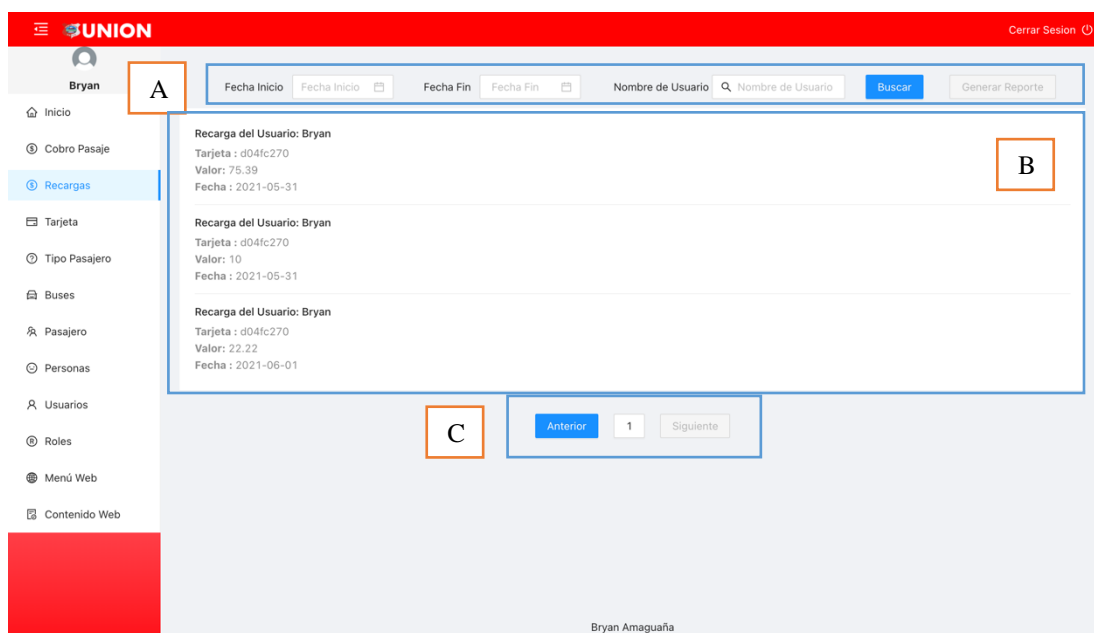 UNION
Cerrar Sesion
Bryan
A
Fecha Inicio Fecha Inicio Fecha Fin Fecha Fin Nombre de Usuario Nombre de Usuario Buscar Generar Reporte
Inicio
Cobro Pasaje
Recargas
Tarjeta
Tipo Pasajero
Buses
Pasajero
Personas
Usuarios
Roles
Menú Web
Contenido Web
B
Recarga del Usuario: Bryan
Tarjeta : d04fc270
Valor: 75.39
Fecha : 2021-05-31
Recarga del Usuario: Bryan
Tarjeta : d04fc270
Valor: 10
Fecha : 2021-05-31
Recarga del Usuario: Bryan
Tarjeta : d04fc270
Valor: 22.22
Fecha : 2021-06-01
C
Anterior 1 Siguiente
Bryan Amaguaña